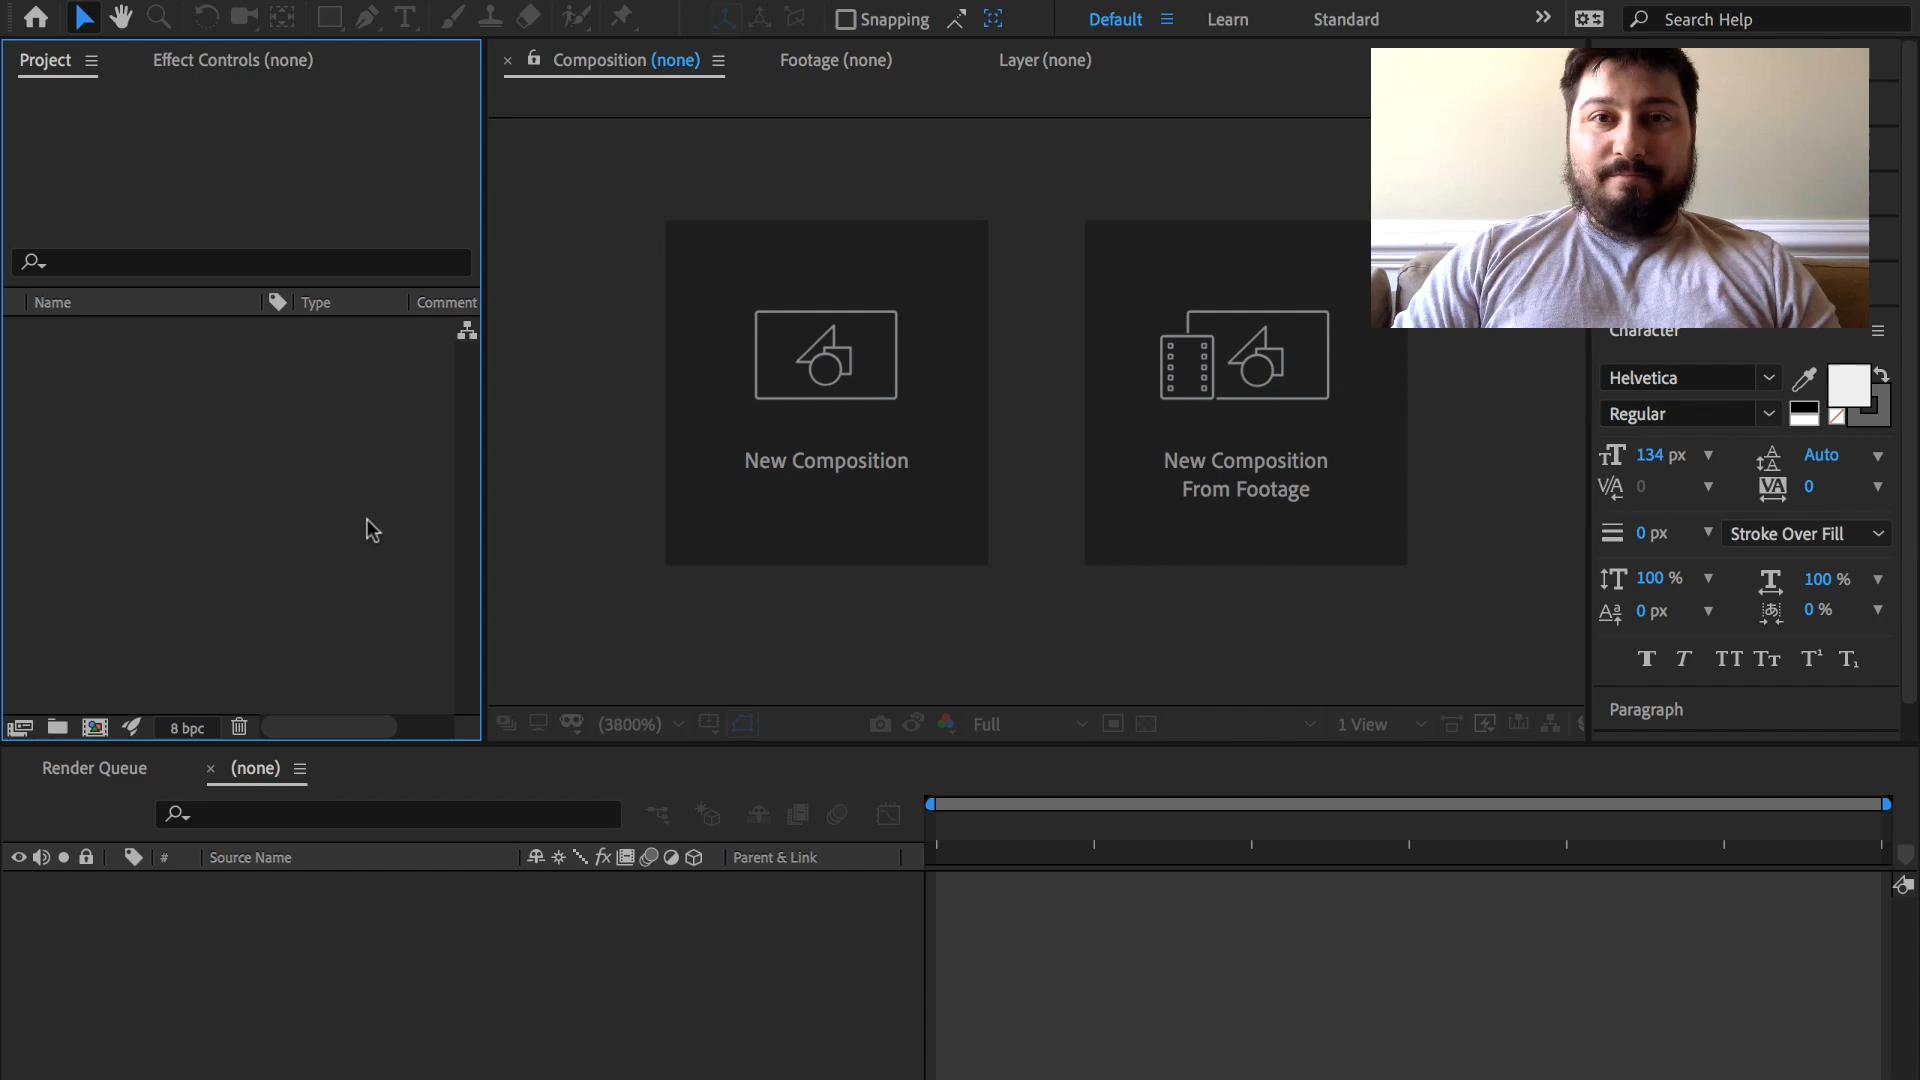 Snapping
Default
Learn
Standard
Search Help
Project
Effect Controls (none)
Composition (none)
Footage (none)
Layer (none)
Name
Type
Comment
New Composition
New Composition
From Footage
Character
Helvetica
Regular
134 px
Auto
0
0
0 px
Stroke Over Fill
100 %
100 %
0 px
0 %
Paragraph
8 bpc
(3800%)
Full
1 View
Render Queue
(none)
#
Source Name
fx
Parent & Link